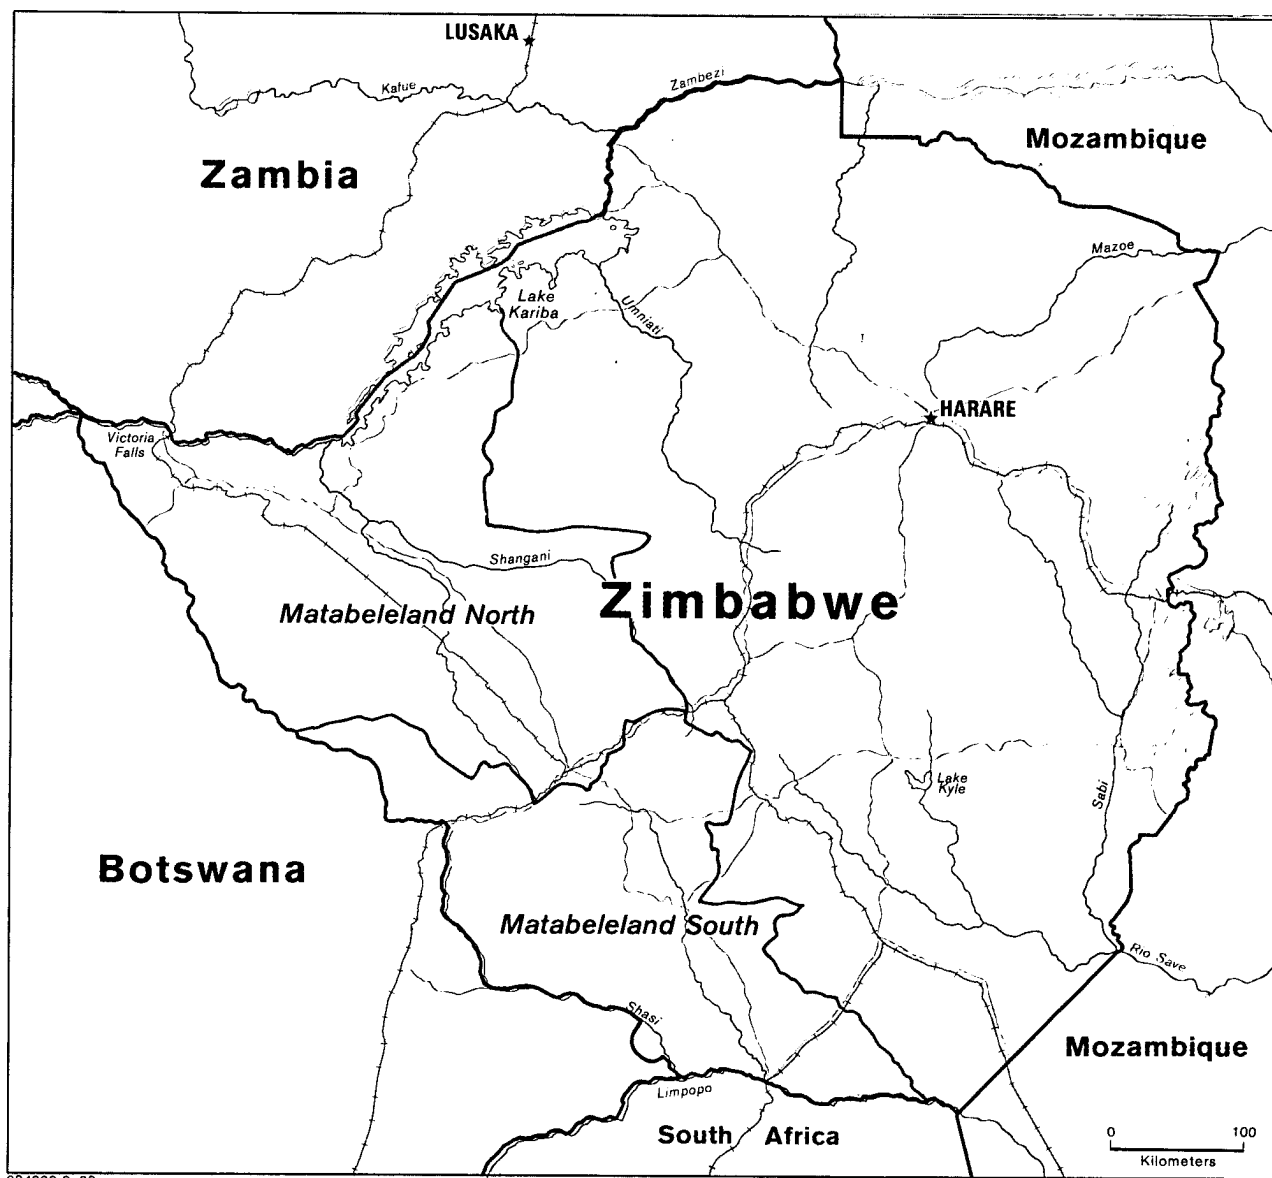 LUSAKA
Kafue
Zambezi
Mozambique
Zambia
Mazoe
Lake
Kariba
Umniati
HARARE
Victoria
Falls
Shangani
Zimbabwe
Matabeleland North
Lake
Kyle
Sabi
Botswana
Matabeleland South
Rio Save
Shasi
Mozambique
Limpopo
South Africa
0 100
Kilometers